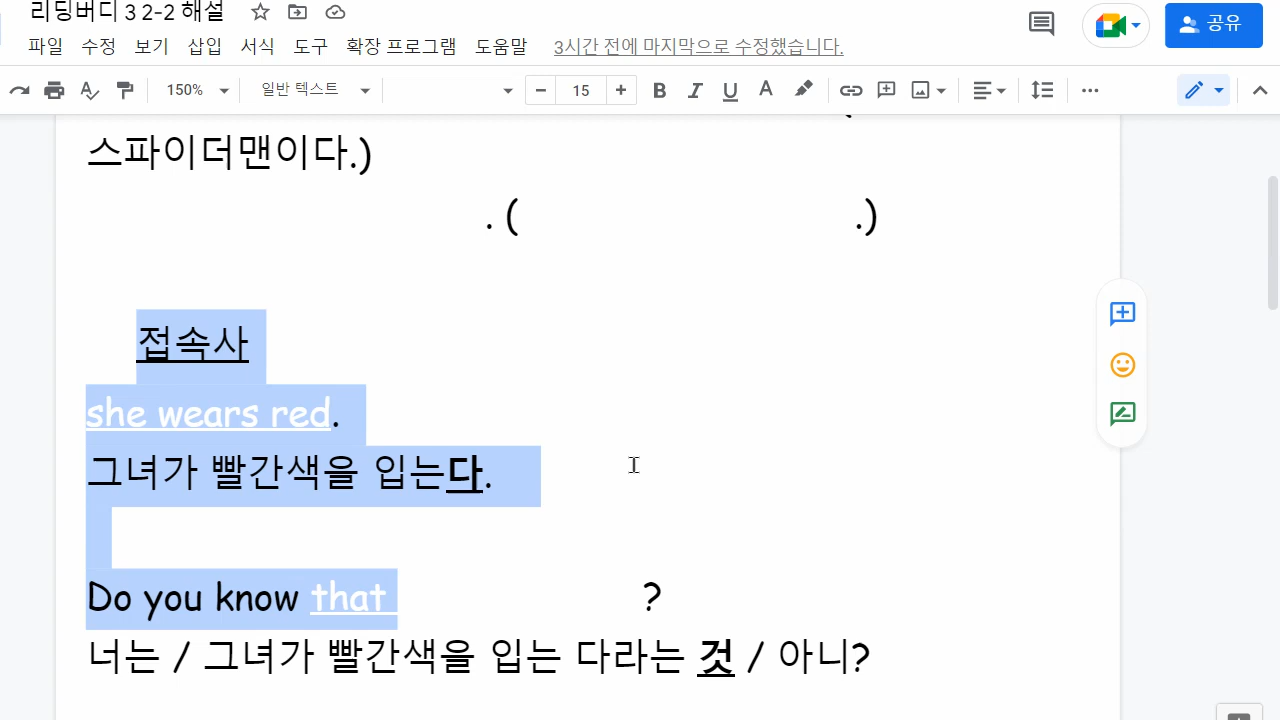 리딩버디 3 2-2 해설
공유
파일 수정 보기 삽입 서식 도구 확장 프로그램 도움말 3시간 전에 마지막으로 수정했습니다.
150% 일반 텍스트 - 15 + B I U A
스파이더맨이다.)
. ( .)
접속사
she wears red.
그녀가 빨간색을 입는다.
Do you know that ?
너는 / 그녀가 빨간색을 입는 다라는 것 / 아니?